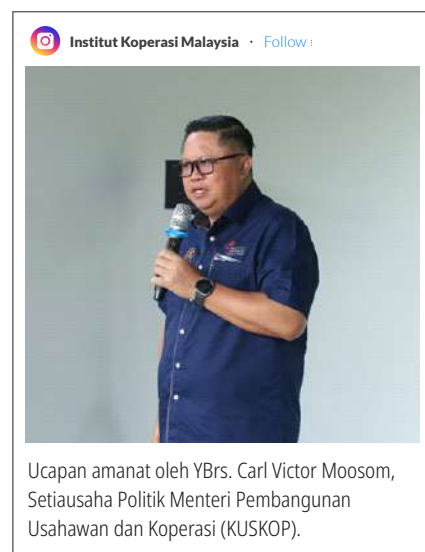 Institut Koperasi Malaysia · Follow
Ucapan amanat oleh YBrs. Carl Victor Moosom,
Setiausaha Politik Menteri Pembangunan
Usahawan dan Koperasi (KUSKOP).